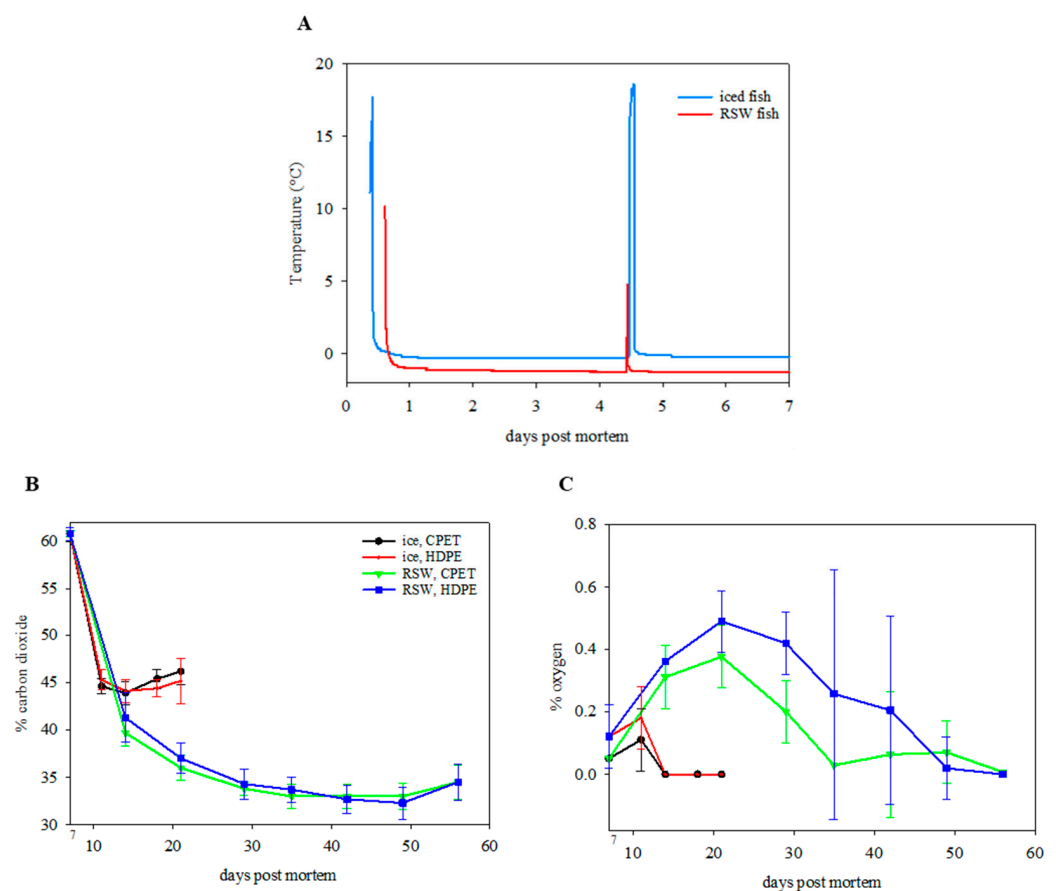 A
20
15
10
5
0
Temperature (°C)
iced fish
RSW fish
0 1 2 3 4 5 6 7
days post mortem
B
60
55
50
45
40
35
30
% carbon dioxide
ice, CPET
ice, HDPE
RSW, CPET
RSW, HDPE
7 10 20 30 40 50 60
days post mortem
C
0.8
0.6
0.4
0.2
0.0
% oxygen
7 10 20 30 40 50 60
days post mortem